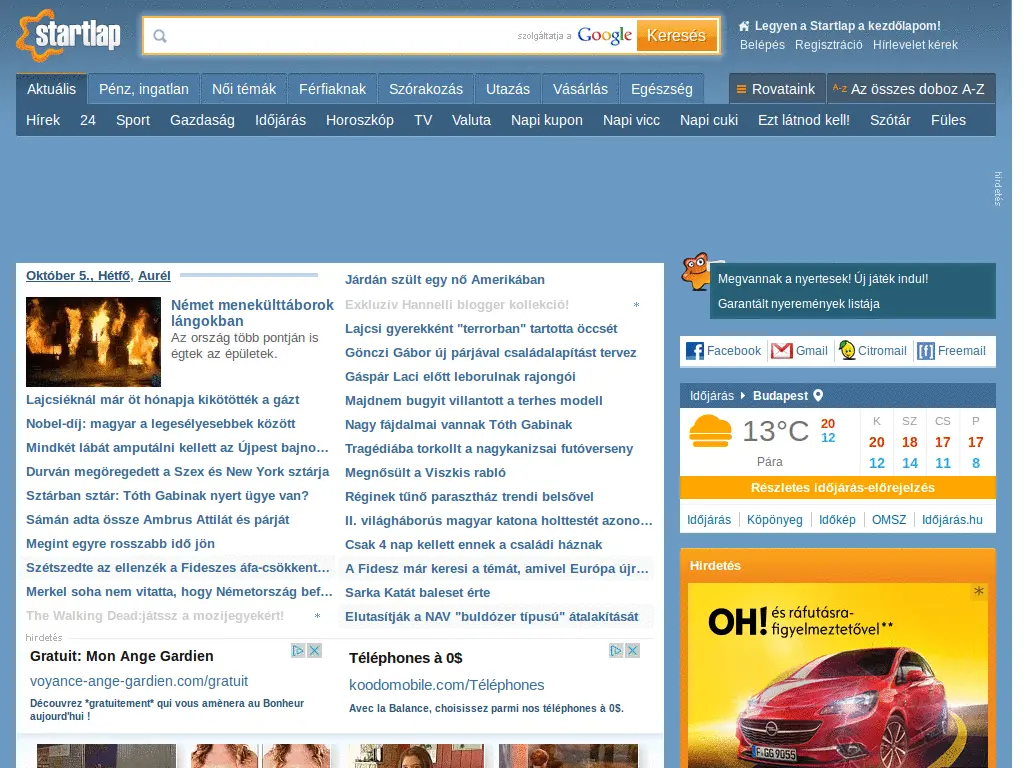 startlap
szolgáltatja a Google
Keresés
Legyen a Startlap a kezdőlapom!
Belépés Regisztráció Hírlevelet kérek
Aktuális Pénz, ingatlan Női témák Férfiaknak Szórakozás Utazás Vásárlás Egészség Rovataink A-Z Az összes doboz A-Z
Hírek 24 Sport Gazdaság Időjárás Horoszkóp TV Valuta Napi kupon Napi vicc Napi cuki Ezt látnod kell! Szótár Füles
hirdetés
Október 5., Hétfő, Aurél
Német menekülttáborok
lángokban
Az ország több pontján is
égtek az épületek.
Lajcsiéknál már öt hónapja kikötötték a gázt
Nobel-díj: magyar a legesélyesebbek között
Mindkét lábát amputálni kellett az Újpest bajno...
Durván megöregedett a Szex és New York sztárja
Sztárban sztár: Tóth Gabinak nyert ügye van?
Sámán adta össze Ambrus Attilát és párját
Megint egyre rosszabb idő jön
Szétszedte az ellenzék a Fideszes áfa-csökkent...
Merkel soha nem vitatta, hogy Németország bef...
The Walking Dead:játssz a mozijegyekért! *
Járdán szült egy nő Amerikában
Exkluzív Hannelli blogger kollekció! *
Lajcsi gyerekként "terrorban" tartotta öccsét
Gönczi Gábor új párjával családalapítást tervez
Gáspár Laci előtt leborulnak rajongói
Majdnem bugyit villantott a terhes modell
Nagy fájdalmai vannak Tóth Gabinak
Tragédiába torkollt a nagykanizsai futóverseny
Megnősült a Viszkis rabló
Réginek tűnő parasztház trendi belsővel
II. világháborús magyar katona holttestét azono...
Csak 4 nap kellett ennek a családi háznak
A Fidesz már keresi a témát, amivel Európa újr...
Sarka Katát baleset érte
Elutasítják a NAV "buldózer típusú" átalakítását
hirdetés
Gratuit: Mon Ange Gardien
voyance-ange-gardien.com/gratuit
Découvrez *gratuitement* qui vous amènera au Bonheur
aujourd'hui !
Téléphones à 0$
koodomobile.com/Téléphones
Avec la Balance, choisissez parmi nos téléphones à 0$.
Megvannak a nyertesek! Új játék indul!
Garantált nyeremények listája
Facebook Gmail Citromail Freemail
Időjárás Budapest
13°C 20
12
Pára
K SZ CS P
20 18 17 17
12 14 11 8
Részletes időjárás-előrejelzés
Időjárás Köpönyeg Időkép OMSZ Időjárás.hu
Hirdetés
OH! és ráfutásra-
figyelmeztetővel**
F-GG 9055